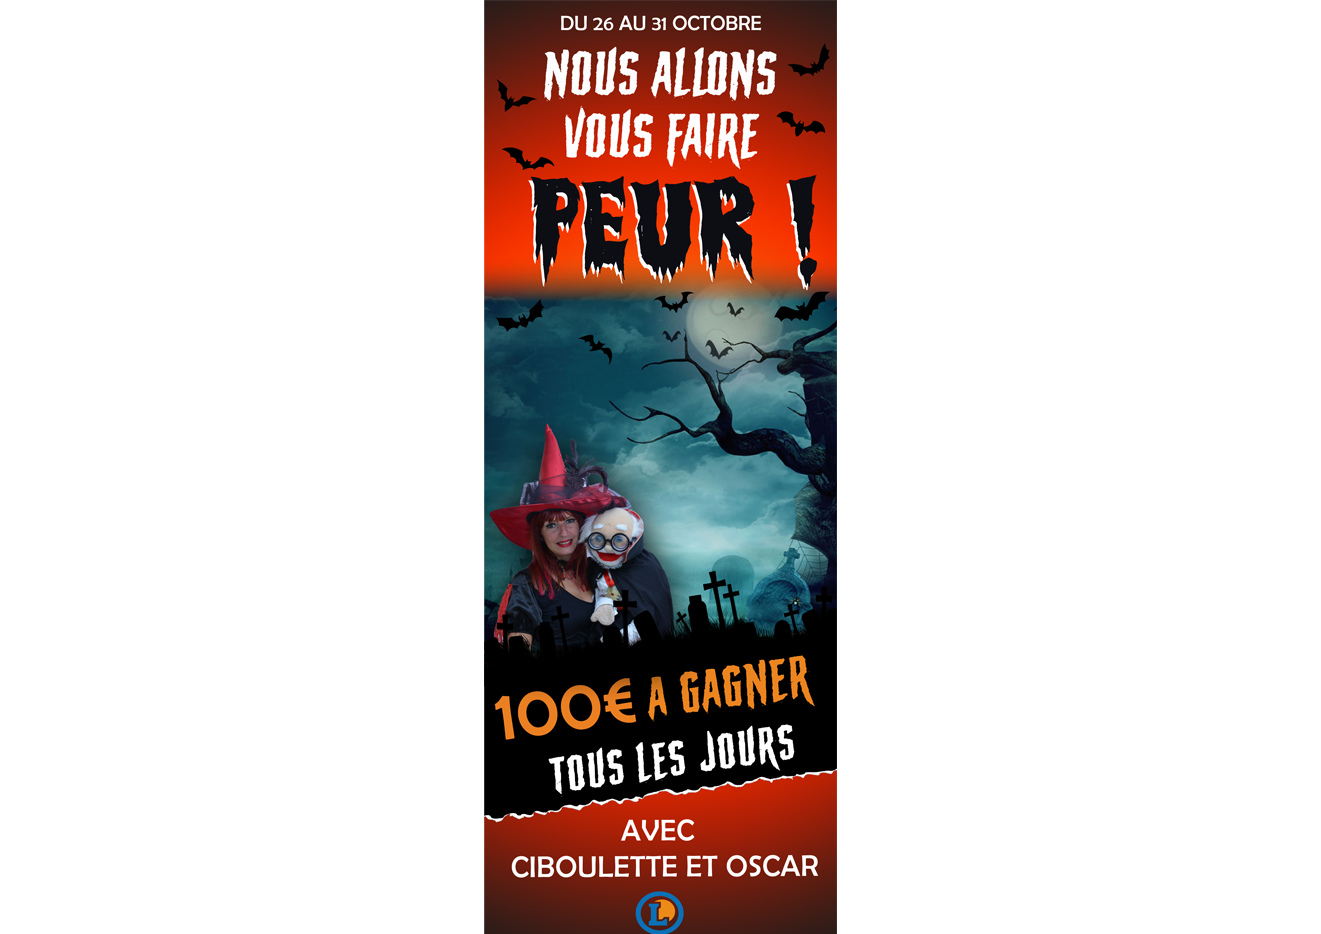 DU 26 AU 31 OCTOBRE
NOUS ALLONS
VOUS FAIRE
PEUR !
100€ A GAGNER
TOUS LES JOURS
AVEC
CIBOULETTE ET OSCAR
L